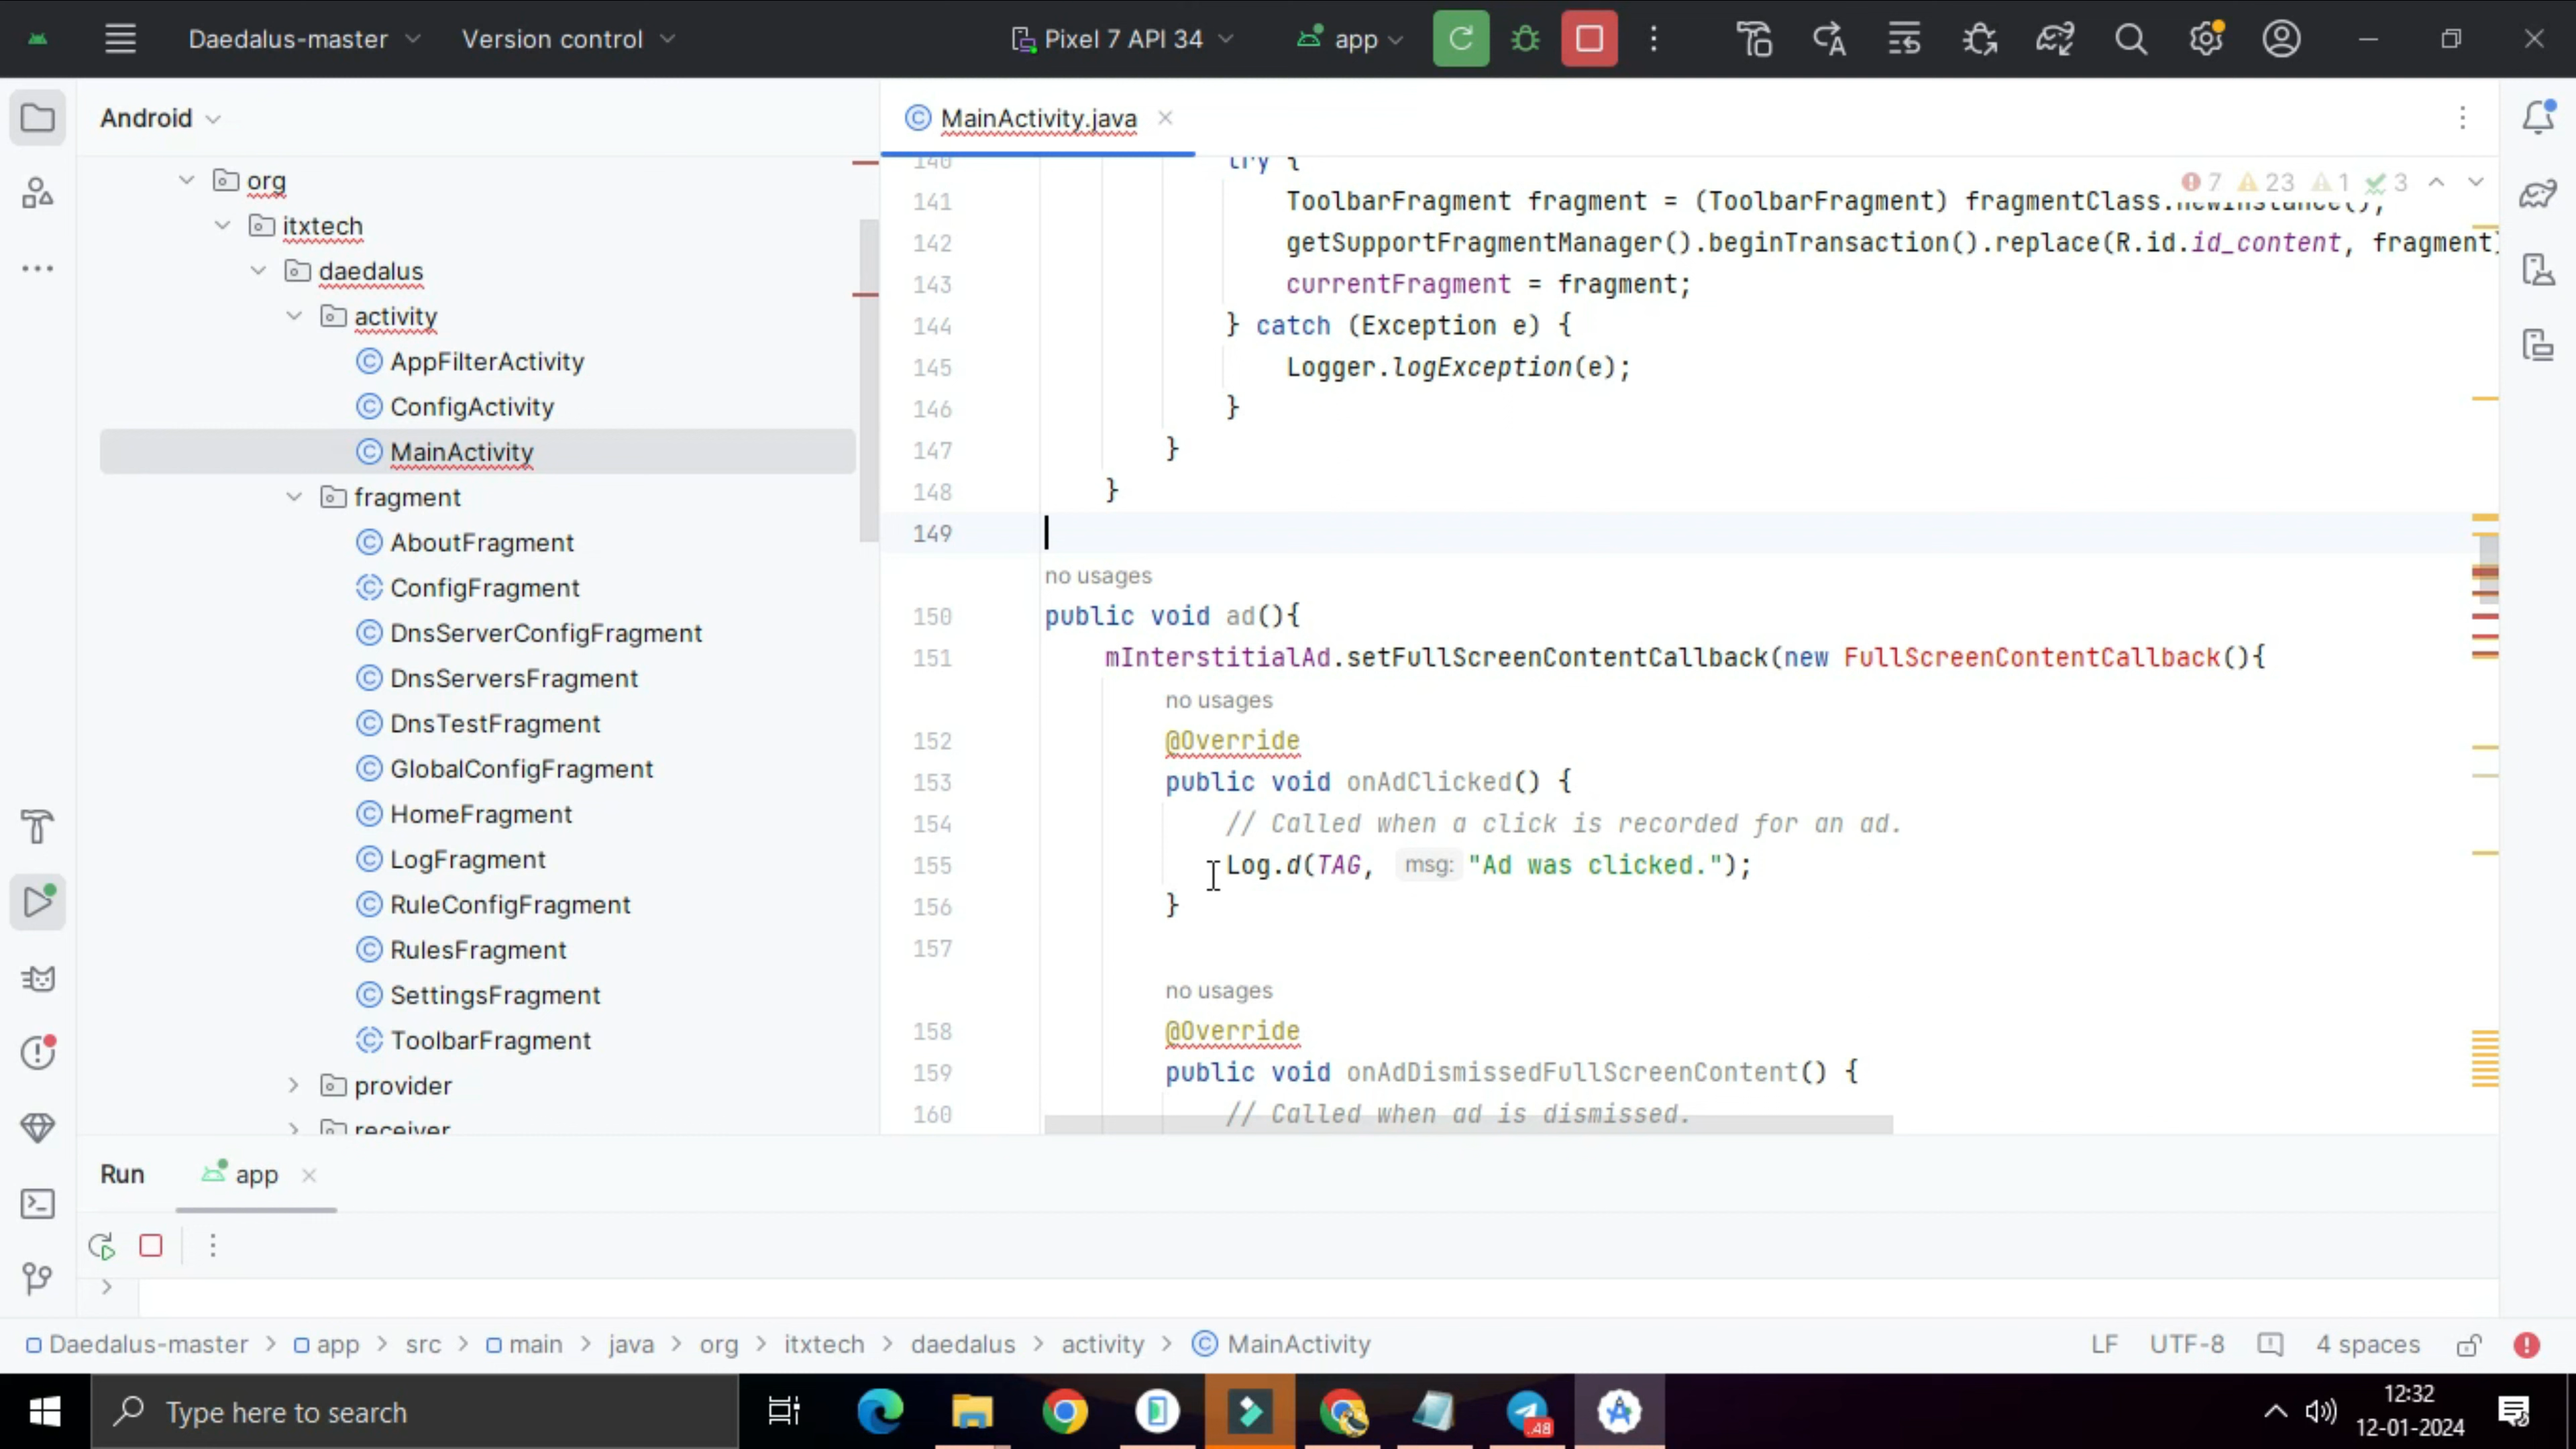 Daedalus-master Version control Pixel 7 API 34 app
Android
MainActivity.java
org
itxtech
daedalus
activity
AppFilterActivity
ConfigActivity
MainActivity
fragment
AboutFragment
ConfigFragment
DnsServerConfigFragment
DnsServersFragment
DnsTestFragment
GlobalConfigFragment
HomeFragment
LogFragment
RuleConfigFragment
RulesFragment
SettingsFragment
ToolbarFragment
provider
receiver
7 23 1 3
140 try {
141 ToolbarFragment fragment = (ToolbarFragment) fragmentClass.newInstance();
142 getSupportFragmentManager().beginTransaction().replace(R.id.id_content, fragment)
143 currentFragment = fragment;
144 } catch (Exception e) {
145 Logger.logException(e);
146 }
147 }
148 }
149
no usages
150 public void ad(){
151 mInterstitialAd.setFullScreenContentCallback(new FullScreenContentCallback(){
no usages
152 @Override
153 public void onAdClicked() {
154 // Called when a click is recorded for an ad.
155 Log.d(TAG, msg: "Ad was clicked.");
156 }
157
no usages
158 @Override
159 public void onAdDismissedFullScreenContent() {
160 // Called when ad is dismissed.
Run app
Daedalus-master > app > src > main > java > org > itxtech > daedalus > activity > MainActivity LF UTF-8 4 spaces
Type here to search
.48
12:32
12-01-2024